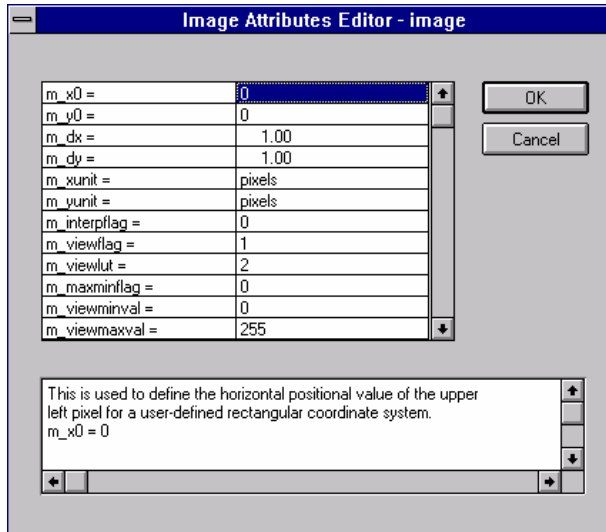 Image Attributes Editor - image
m_x0 = 0
m_y0 = 0
m_dx = 1.00
m_dy = 1.00
m_xunit = pixels
m_yunit = pixels
m_interpflag = 0
m_viewflag = 1
m_viewlut = 2
m_maxminflag = 0
m_viewminval = 0
m_viewmaxval = 255
OK
Cancel
This is used to define the horizontal positional value of the upper
left pixel for a user-defined rectangular coordinate system.
m_x0 = 0